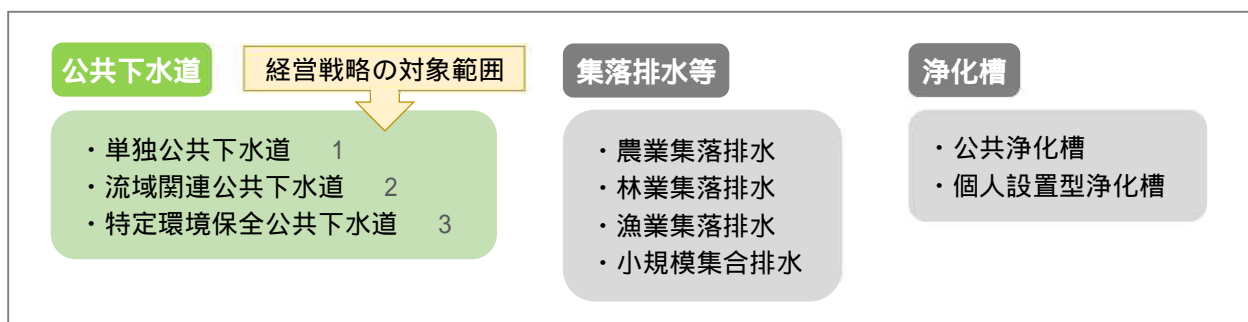 公共下水道
経営戦略の対象範囲
・単独公共下水道 1
・流域関連公共下水道 2
・特定環境保全公共下水道 3
集落排水等
・農業集落排水
・林業集落排水
・漁業集落排水
・小規模集合排水
浄化槽
・公共浄化槽
・個人設置型浄化槽